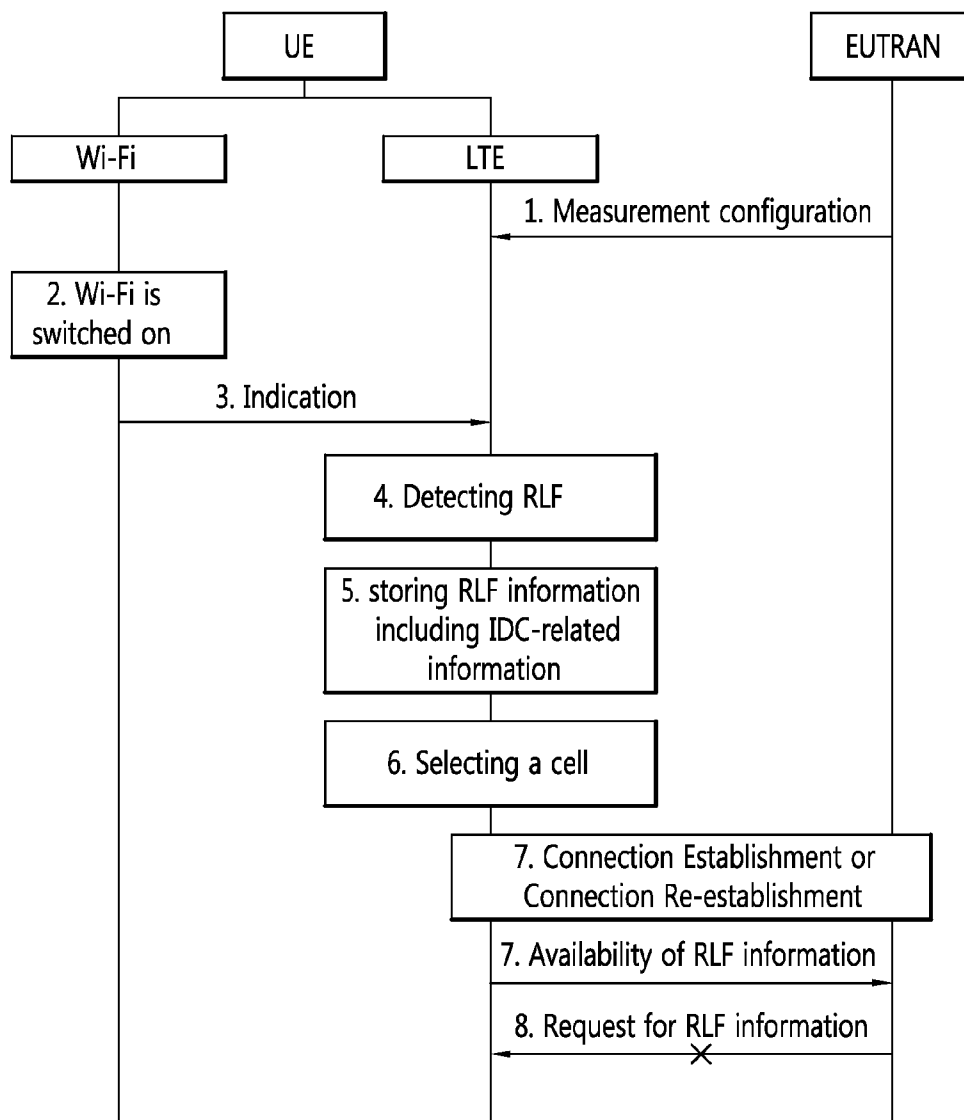 UE
EUTRAN
Wi-Fi
LTE
1. Measurement configuration
2. Wi-Fi is
switched on
3. Indication
4. Detecting RLF
5. storing RLF information
including IDC-related
information
6. Selecting a cell
7. Connection Establishment or
Connection Re-establishment
7. Availability of RLF information
8. Request for RLF information